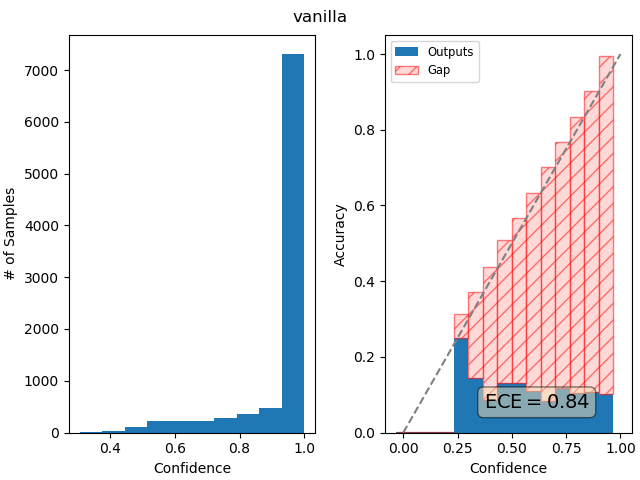 vanilla
# of Samples
7000
6000
5000
4000
3000
2000
1000
0
0.4
0.6
0.8
1.0
Confidence
Accuracy
1.0
0.8
0.6
0.4
0.2
0.0
Outputs
Gap
ECE = 0.84
0.00
0.25
0.50
0.75
1.00
Confidence